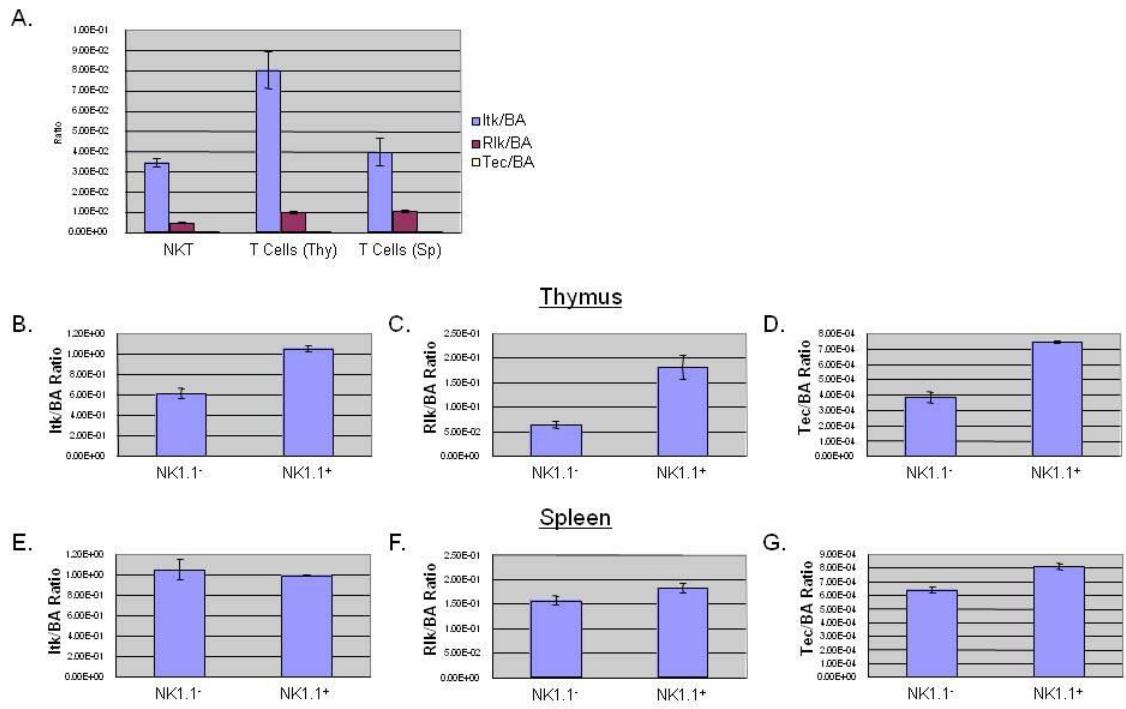 A.
1.00E-01
9.00E-02
8.00E-02
7.00E-02
6.00E-02
5.00E-02
4.00E-02
3.00E-02
2.00E-02
1.00E-02
0.00E+00
Ratio
NKT
T Cells (Thy)
T Cells (Sp)
Itk/BA
Rlk/BA
Tec/BA
Thymus
B.
Itk/BA Ratio
1.20E+00
1.00E+00
8.00E-01
6.00E-01
4.00E-01
2.00E-01
0.00E+00
NK1.1-
NK1.1+
C.
Rlk/BA Ratio
2.50E-01
2.00E-01
1.50E-01
1.00E-01
5.00E-02
0.00E+00
NK1.1-
NK1.1+
D.
Tec/BA Ratio
8.00E-04
7.00E-04
6.00E-04
5.00E-04
4.00E-04
3.00E-04
2.00E-04
1.00E-04
0.00E+00
NK1.1-
NK1.1+
Spleen
E.
Itk/BA Ratio
1.20E+00
1.00E+00
8.00E-01
6.00E-01
4.00E-01
2.00E-01
0.00E+00
NK1.1-
NK1.1+
F.
Rlk/BA Ratio
2.50E-01
2.00E-01
1.50E-01
1.00E-01
5.00E-02
0.00E+00
NK1.1-
NK1.1+
G.
Tec/BA Ratio
9.00E-04
8.00E-04
7.00E-04
6.00E-04
5.00E-04
4.00E-04
3.00E-04
2.00E-04
1.00E-04
0.00E+00
NK1.1-
NK1.1+